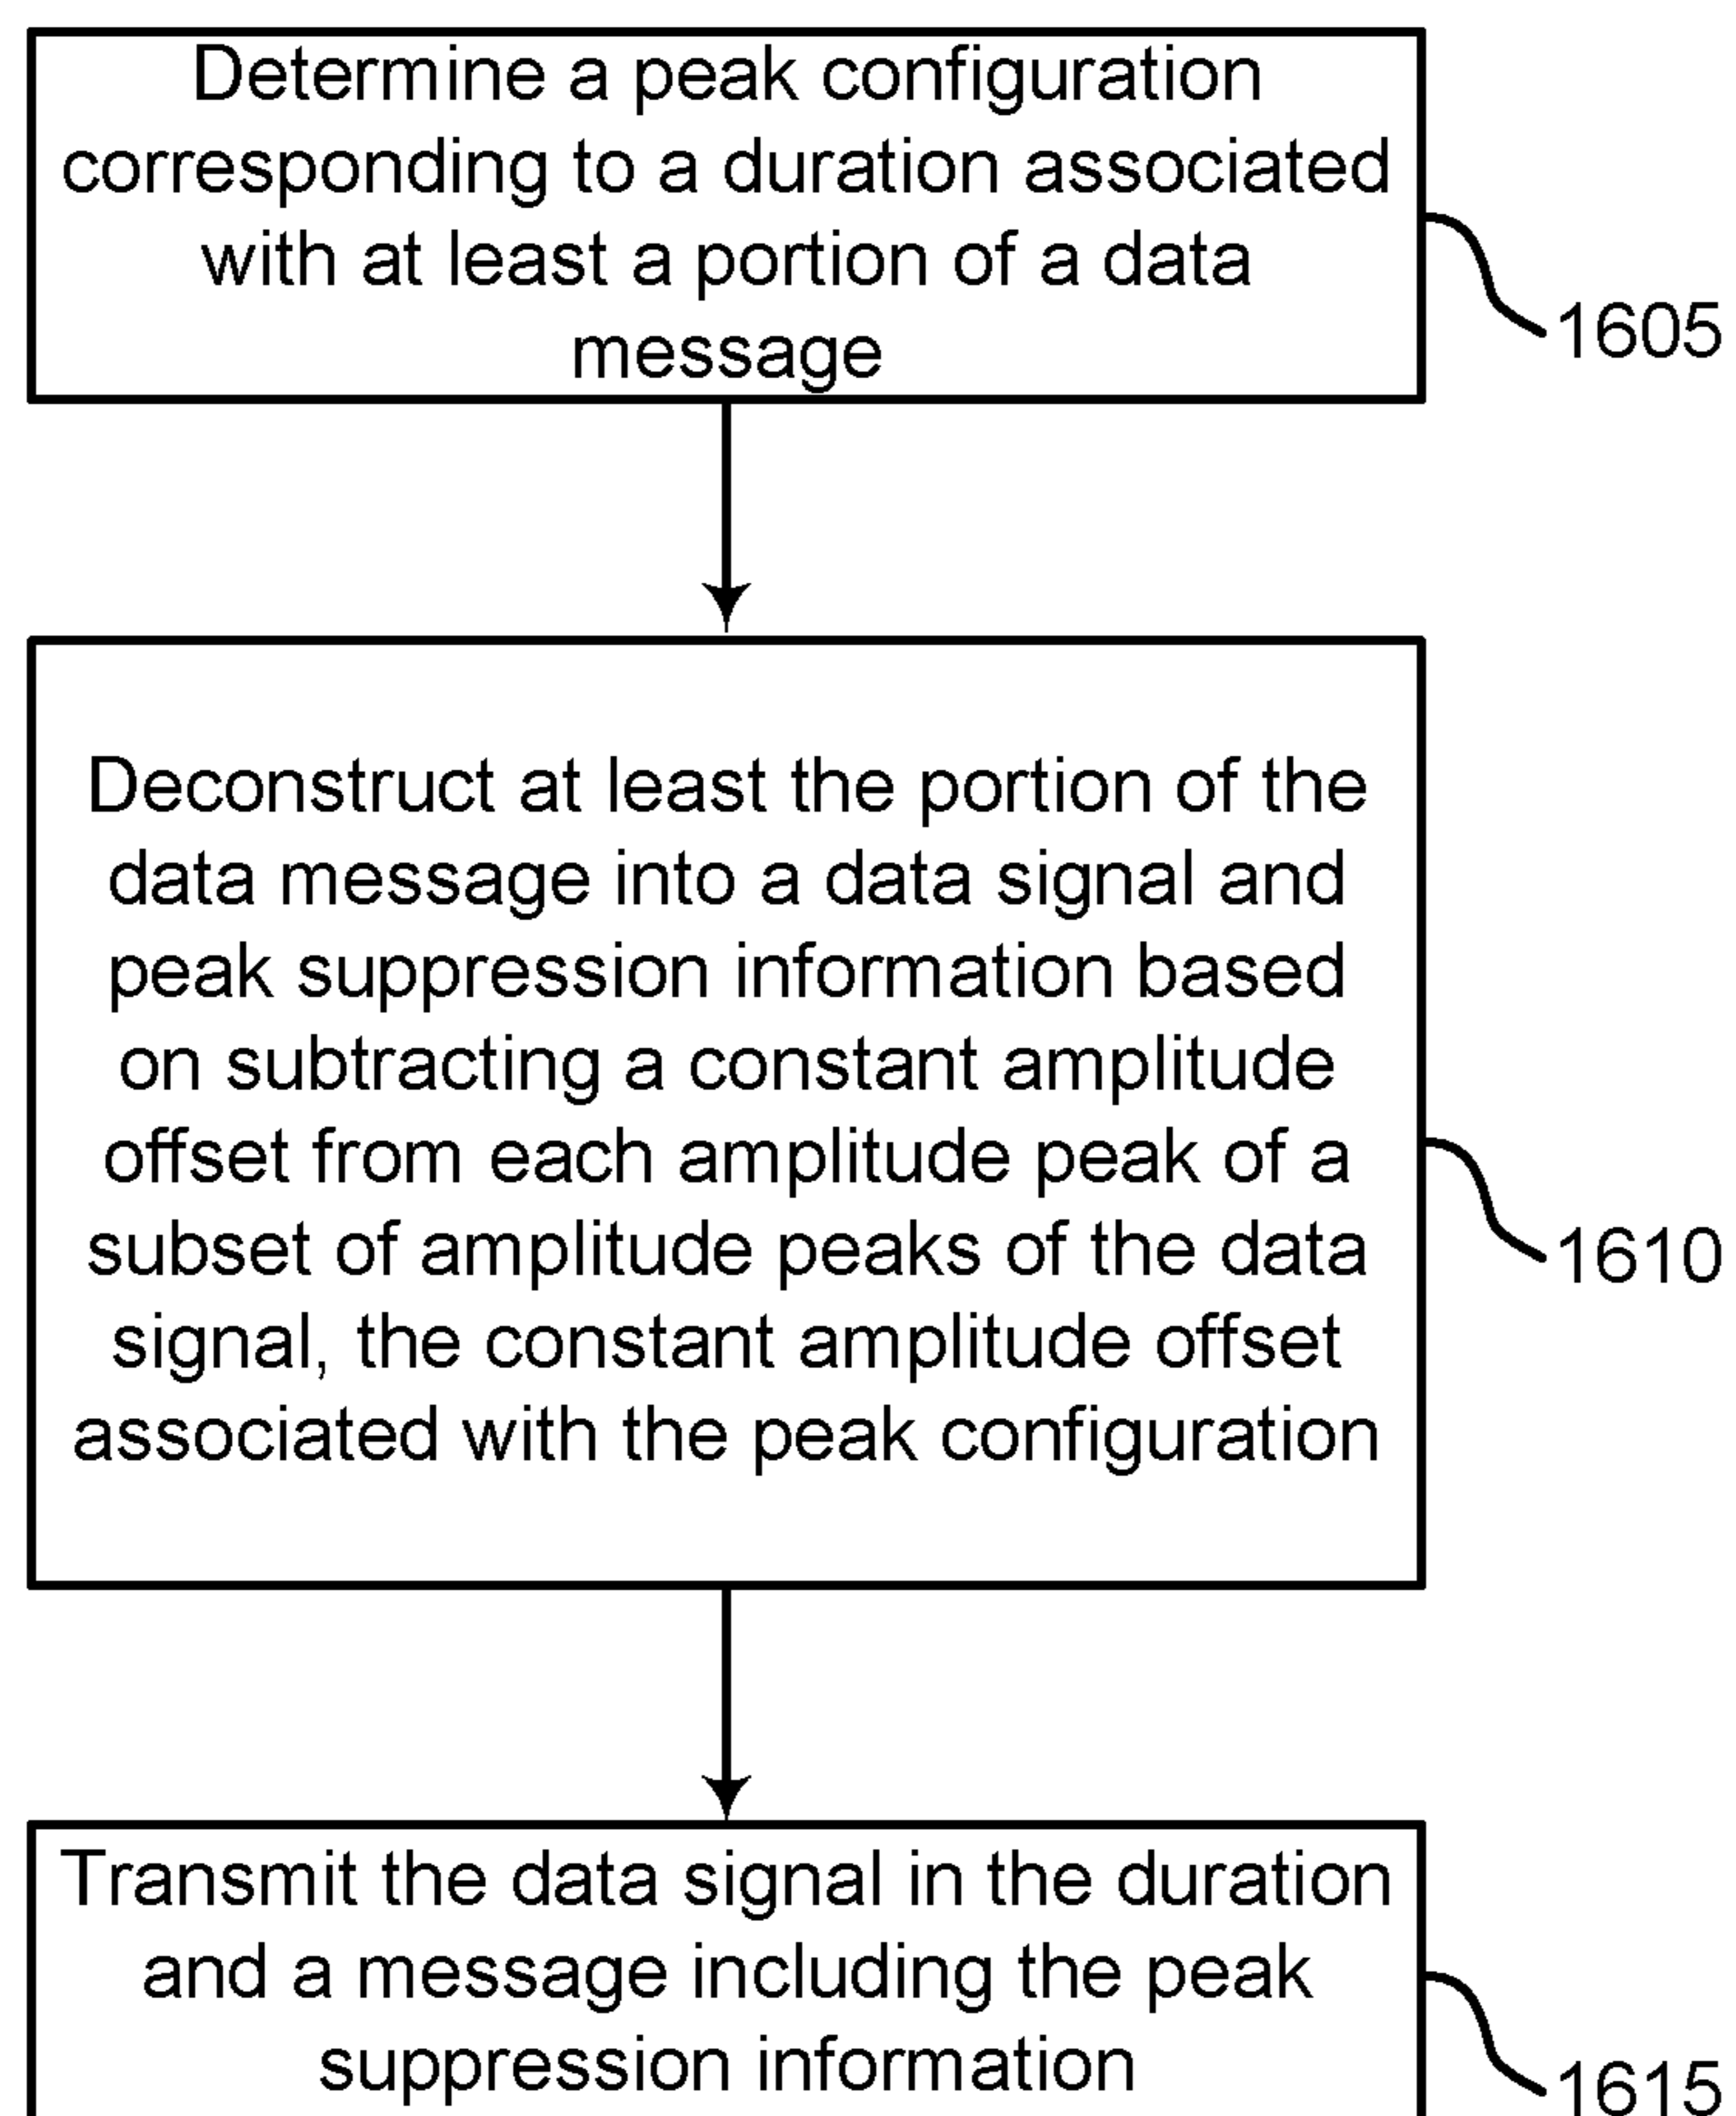 Determine a peak configuration
corresponding to a duration associated
with at least a portion of a data
message
1605
Deconstruct at least the portion of the
data message into a data signal and
peak suppression information based
on subtracting a constant amplitude
offset from each amplitude peak of a
subset of amplitude peaks of the data
signal, the constant amplitude offset
associated with the peak configuration
1610
Transmit the data signal in the duration
and a message including the peak
suppression information
1615